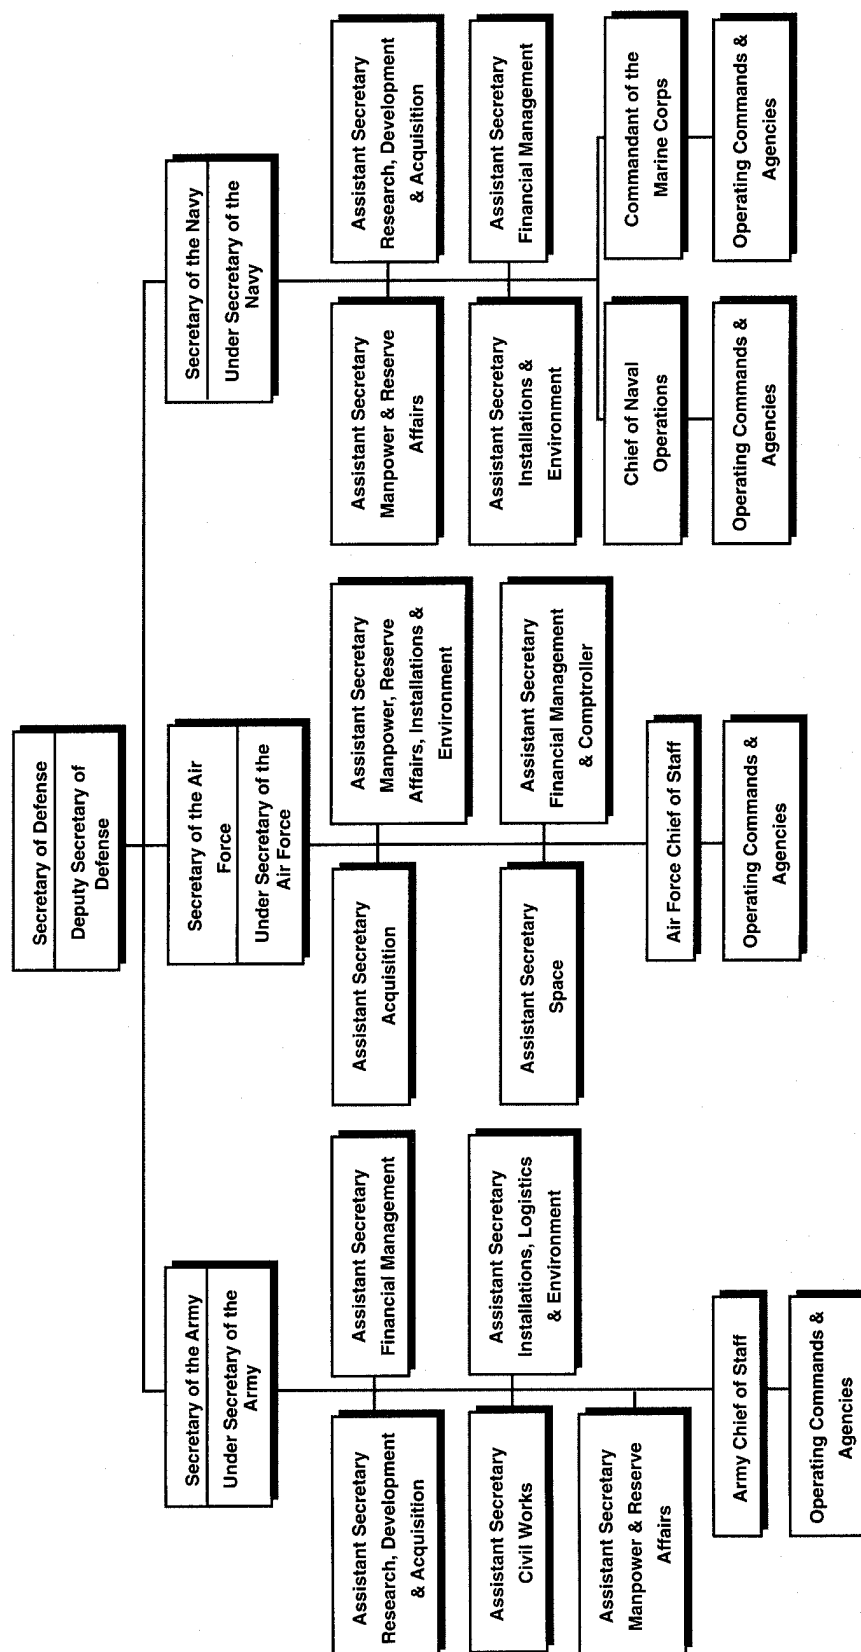 Secretary of Defense
Deputy Secretary of
Defense
Secretary of the Army
Under Secretary of the
Army
Secretary of the Air
Force
Under Secretary of the
Air Force
Secretary of the Navy
Under Secretary of the
Navy
Assistant Secretary
Research, Development
& Acquisition
Assistant Secretary
Financial Management
Assistant Secretary
Civil Works
Assistant Secretary
Installations, Logistics
& Environment
Assistant Secretary
Manpower & Reserve
Affairs
Army Chief of Staff
Operating Commands &
Agencies
Assistant Secretary
Acquisition
Assistant Secretary
Manpower, Reserve
Affairs, Installations &
Environment
Assistant Secretary
Space
Assistant Secretary
Financial Management
& Comptroller
Air Force Chief of Staff
Operating Commands &
Agencies
Assistant Secretary
Manpower & Reserve
Affairs
Assistant Secretary
Research, Development
& Acquisition
Assistant Secretary
Installations &
Environment
Assistant Secretary
Financial Management
Chief of Naval
Operations
Commandant of the
Marine Corps
Operating Commands &
Agencies
Operating Commands &
Agencies